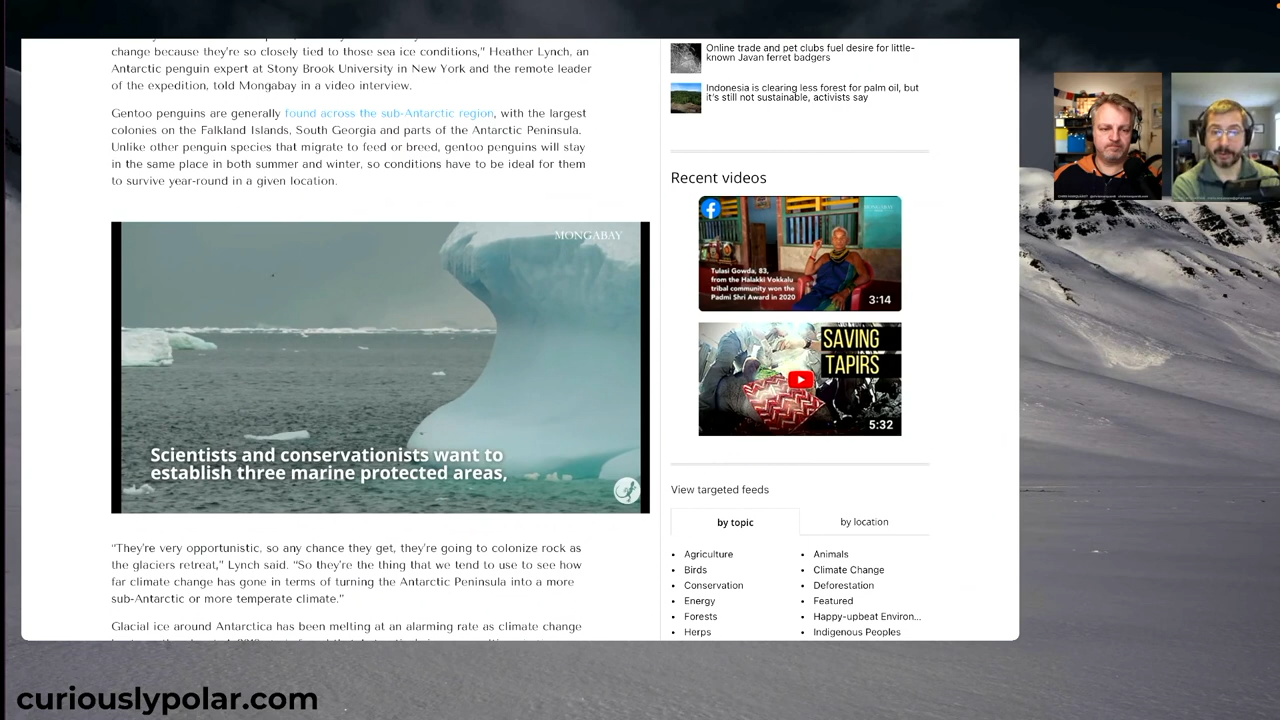 change because they're so closely tied to those sea ice conditions," Heather Lynch, an
Antarctic penguin expert at Stony Brook University in New York and the remote leader
of the expedition, told Mongabay in a video interview.
Gentoo penguins are generally found across the sub-Antarctic region, with the largest
colonies on the Falkland Islands, South Georgia and parts of the Antarctic Peninsula.
Unlike other penguin species that migrate to feed or breed, gentoo penguins will stay
in the same place in both summer and winter, so conditions have to be ideal for them
to survive year-round in a given location.
MONGABAY
Scientists and conservationists want to
establish three marine protected areas,
“They're very opportunistic, so any chance they get, they're going to colonize rock as
the glaciers retreat,” Lynch said. “So they're the thing that we tend to use to see how
far climate change has gone in terms of turning the Antarctic Peninsula into a more
sub-Antarctic or more temperate climate.”
Glacial ice around Antarctica has been melting at an alarming rate as climate change
Online trade and pet clubs fuel desire for little-
known Javan ferret badgers
Indonesia is clearing less forest for palm oil, but
it's still not sustainable, activists say
Recent videos
Tulasi Gowda, 83,
from the Halakki Vokkalu
tribal community won the
Padmi Shri Award in 2020
3:14
SAVING
TAPIRS
5:32
View targeted feeds
by topic
by location
Agriculture
Birds
Conservation
Energy
Forests
Herps
Animals
Climate Change
Deforestation
Featured
Happy-upbeat Environ...
Indigenous Peoples
curiouslypolar.com